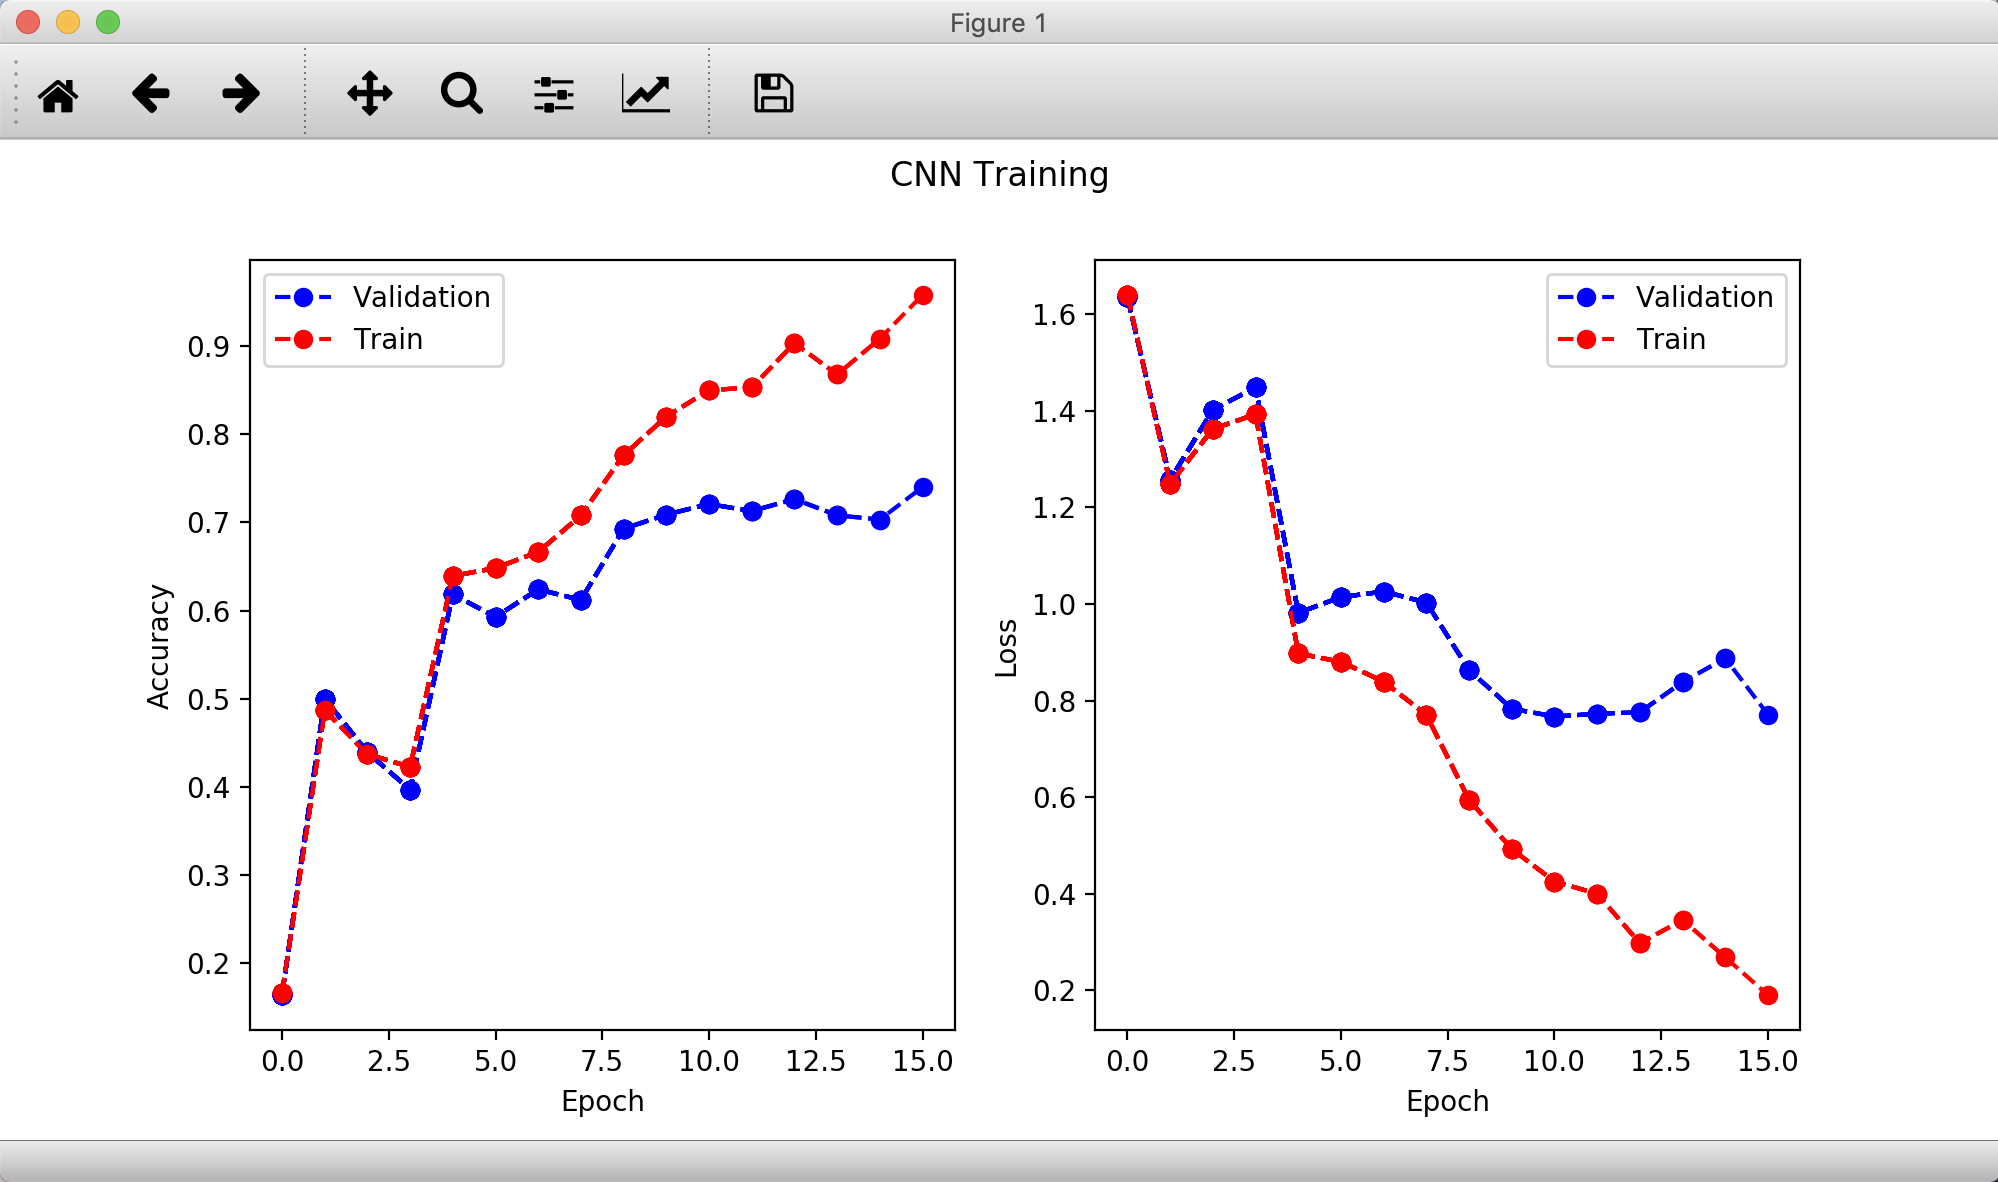 Figure 1
CNN Training
Validation
Train
0.9
0.8
0.7
0.6
0.5
0.4
0.3
0.2
Accuracy
0.0 2.5 5.0 7.5 10.0 12.5 15.0
Epoch
Validation
Train
1.6
1.4
1.2
1.0
0.8
0.6
0.4
0.2
Loss
0.0 2.5 5.0 7.5 10.0 12.5 15.0
Epoch